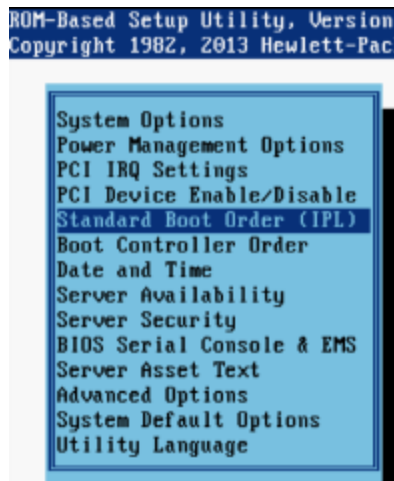 ROM-Based Setup Utility, Version
Copyright 1982, 2013 Hewlett-Pac
System Options
Power Management Options
PCI IRQ Settings
PCI Device Enable/Disable
Standard Boot Order (IPL)
Boot Controller Order
Date and Time
Server Availability
Server Security
BIOS Serial Console & EMS
Server Asset Text
Advanced Options
System Default Options
Utility Language